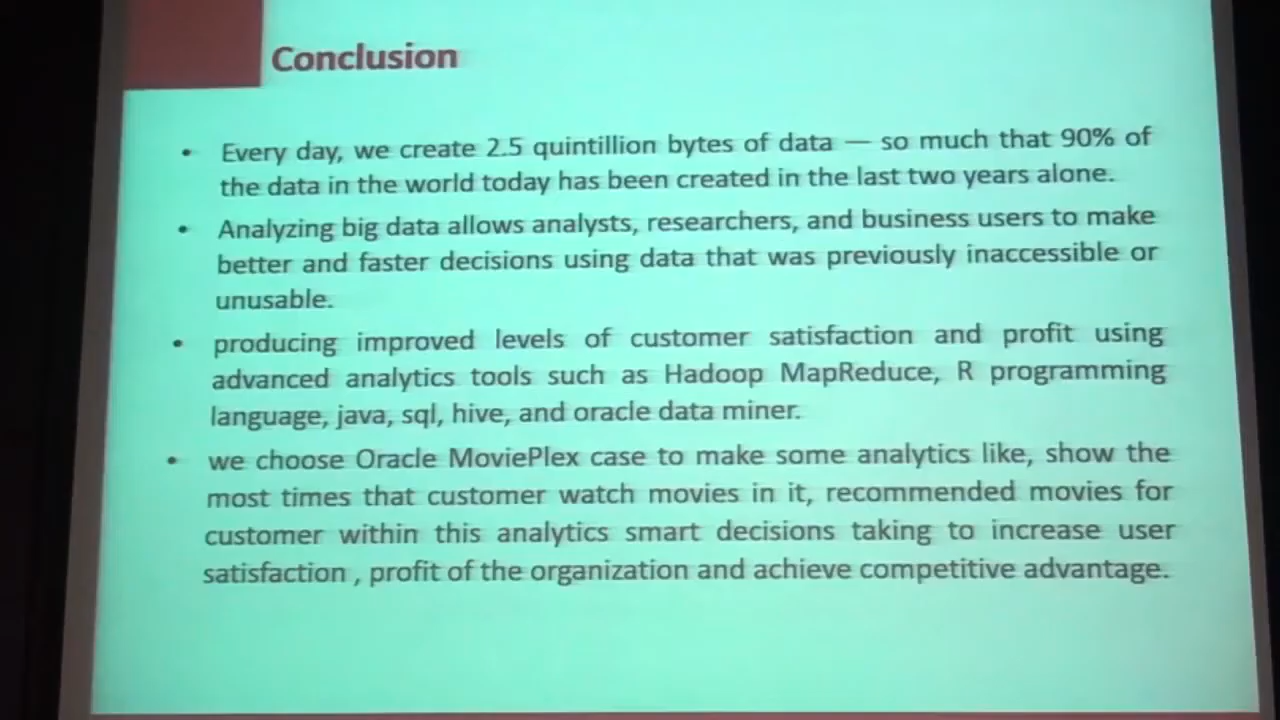 Conclusion
• Every day, we create 2.5 quintillion bytes of data — so much that 90% of
the data in the world today has been created in the last two years alone.
• Analyzing big data allows analysts, researchers, and business users to make
better and faster decisions using data that was previously inaccessible or
unusable.
• producing improved levels of customer satisfaction and profit using
advanced analytics tools such as Hadoop MapReduce, R programming
language, java, sql, hive, and oracle data miner.
• we choose Oracle MoviePlex case to make some analytics like, show the
most times that customer watch movies in it, recommended movies for
customer within this analytics smart decisions taking to increase user
satisfaction , profit of the organization and achieve competitive advantage.